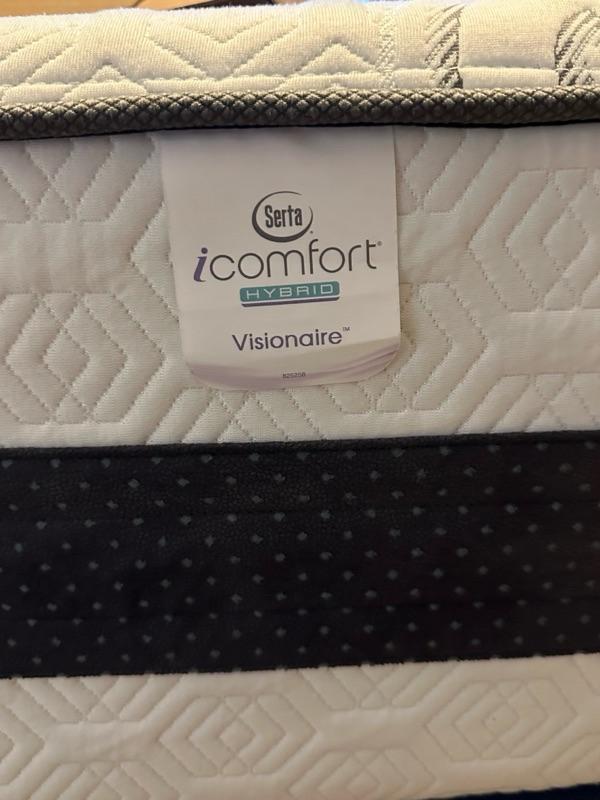 Serta
icomfort®
HYBRID
Visionaire™